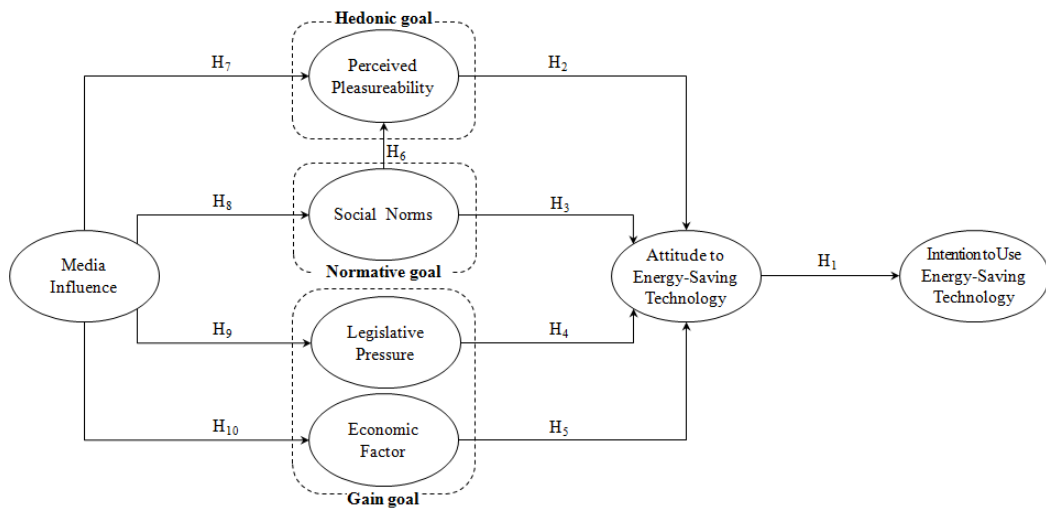 Hedonic goal
Perceived
Pleasureability
H7
H2
H6
H8
Social Norms
H3
Normative goal
Media
Influence
Attitude to
Energy-Saving
Technology
H1
Intention to Use
Energy-Saving
Technology
H9
Legislative
Pressure
H4
H10
Economic
Factor
H5
Gain goal